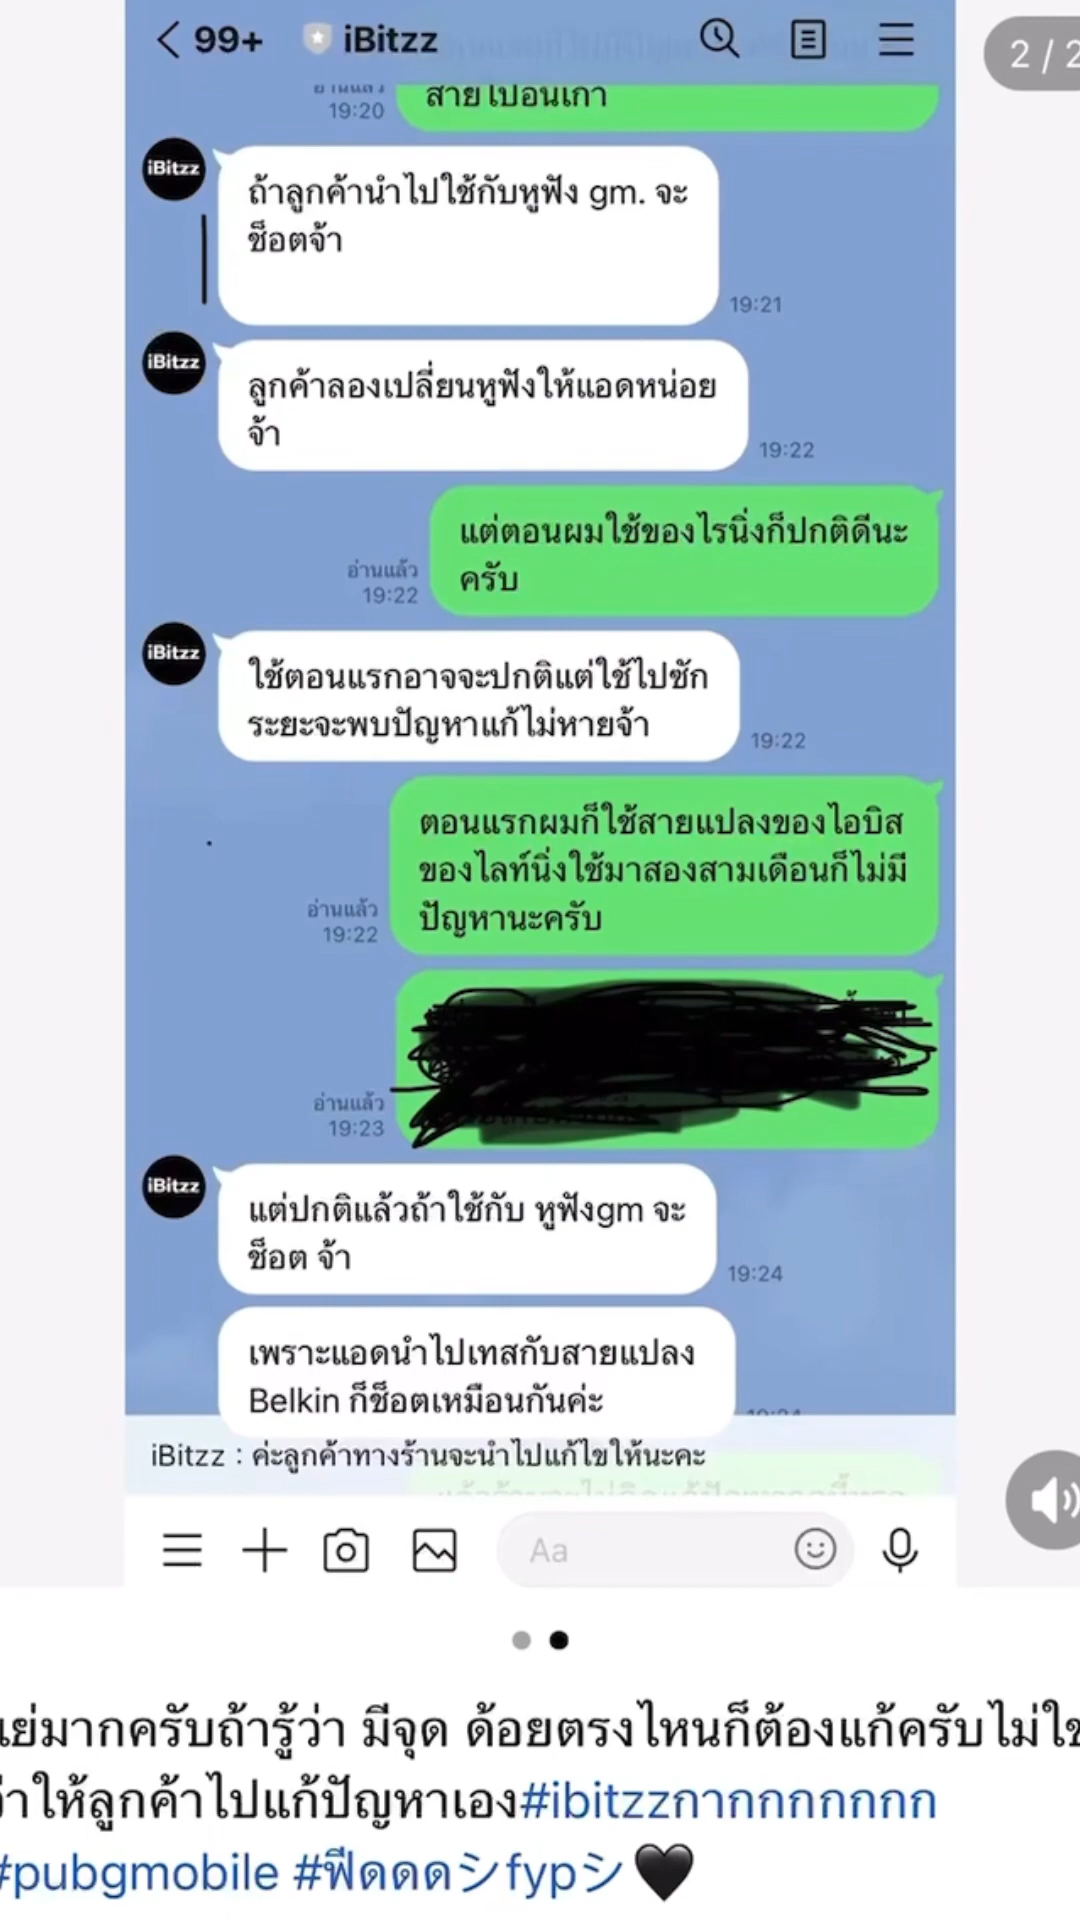 99+ iBitzz
2 / 2
สายไปอันเก่า
19:20
iBitzz
ถ้าลูกค้านำไปใช้กับหูฟัง gm. จะ
ช็อตจ้า
19:21
iBitzz
ลูกค้าลองเปลี่ยนหูฟังให้แอดหน่อย
จ้า
19:22
แต่ตอนผมใช้ของไรนิ่งก็ปกติดีนะ
ครับ
อ่านแล้ว
19:22
iBitzz
ใช้ตอนแรกอาจจะปกติแต่ใช้ไปซัก
ระยะจะพบปัญหาแก้ไม่หายจ้า
19:22
ตอนแรกผมก็ใช้สายแปลงของไอบิส
ของไลท์นิ่งใช้มาสองสามเดือนก็ไม่มี
ปัญหานะครับ
อ่านแล้ว
19:22
อ่านแล้ว
19:23
iBitzz
แต่ปกติแล้วถ้าใช้กับ หูฟังgm จะ
ช็อต จ้า
19:24
เพราะแอดนำไปเทสกับสายแปลง
Belkin ก็ช็อตเหมือนกันค่ะ
iBitzz : ค่ะลูกค้าทางร้านจะนำไปแก้ไขให้นะคะ
Aa
แย่มากครับถ้ารู้ว่า มีจุด ด้อยตรงไหนก็ต้องแก้ครับไม่ใช
ว่าให้ลูกค้าไปแก้ปัญหาเอง#ibitzzกากกกกกกก
#pubgmobile #ฟีดดดシfypシ🖤